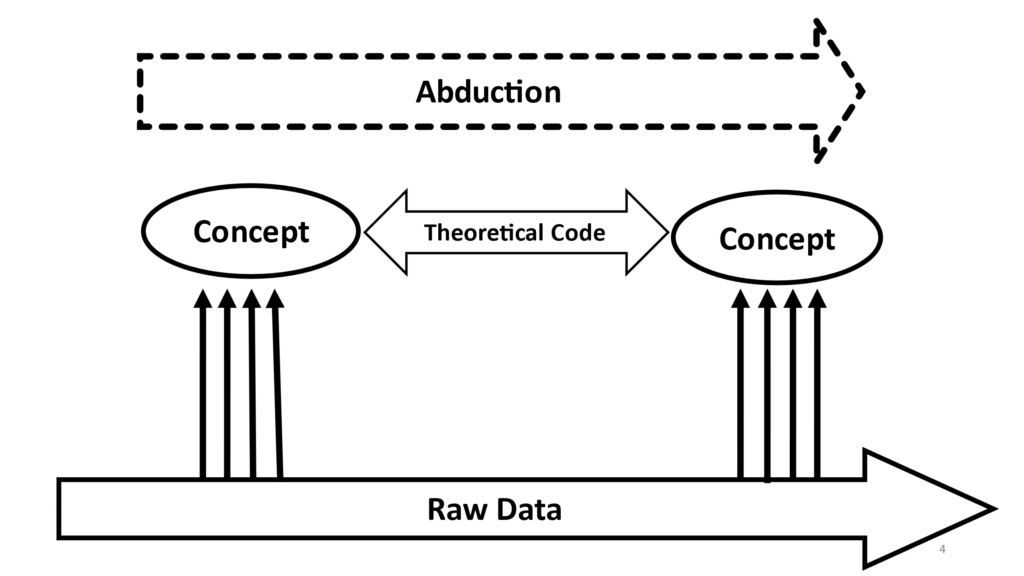 Abduction
Concept
Theoretical Code
Concept
Raw Data
4